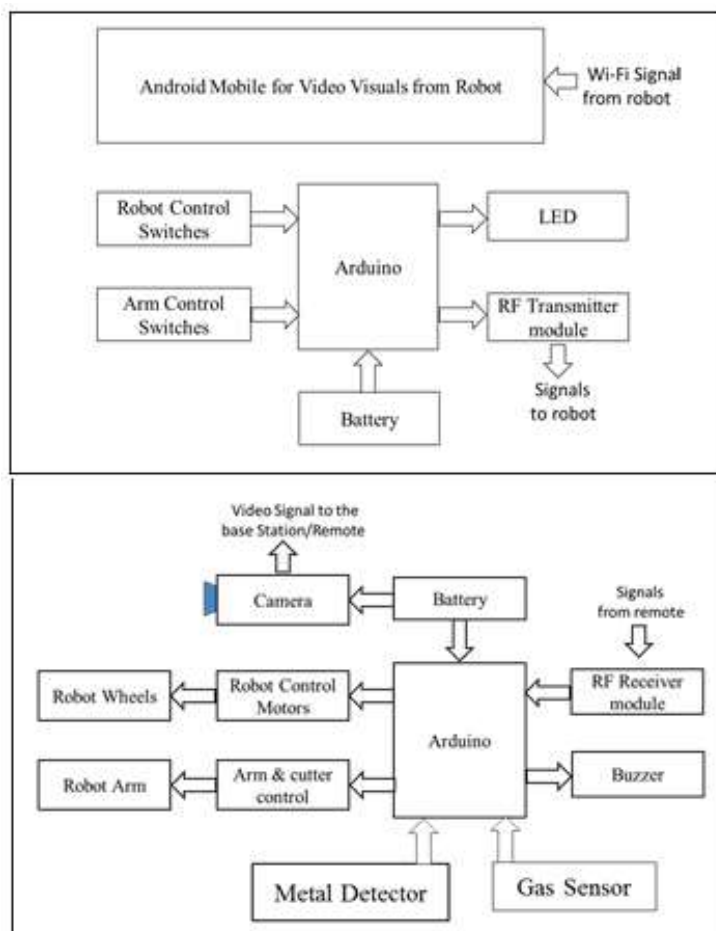 Android Mobile for Video Visuals from Robot
Wi-Fi Signal
from robot
Robot Control
Switches
Arduino
LED
Arm Control
Switches
RF Transmitter
module
Signals
to robot
Battery
Video Signal to the
base Station/Remote
Camera
Battery
Signals
from remote
Robot Wheels
Robot Control
Motors
Arduino
RF Receiver
module
Robot Arm
Arm & cutter
control
Buzzer
Metal Detector
Gas Sensor